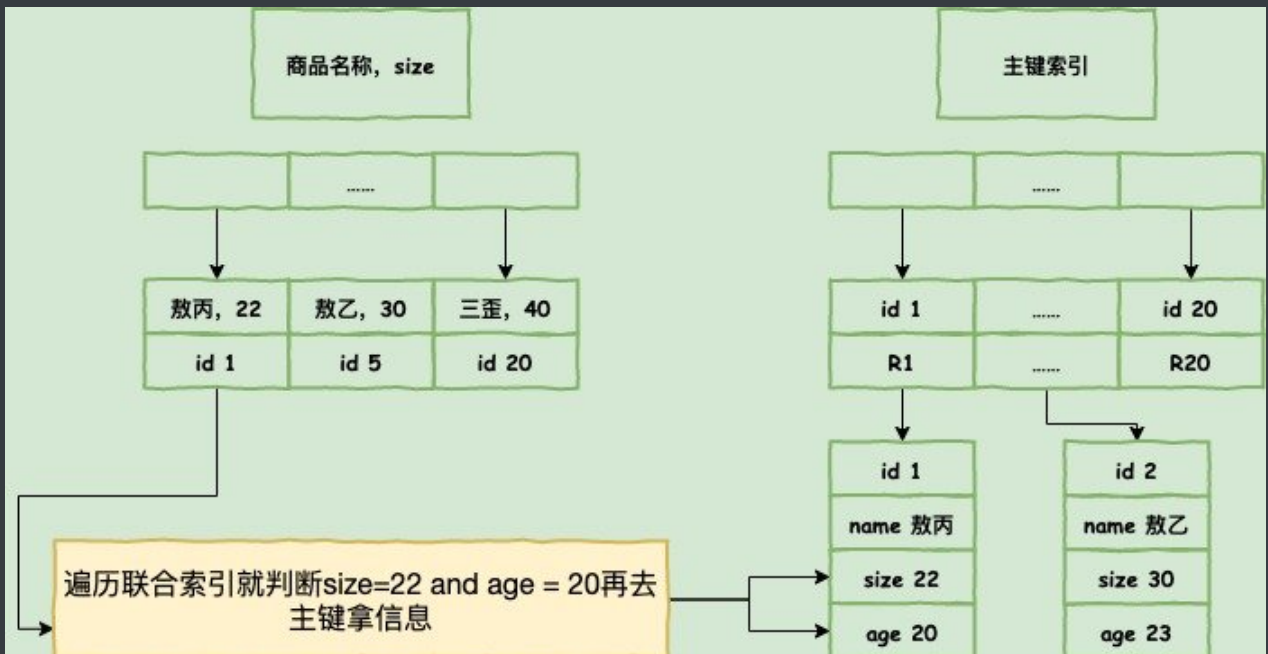 商品名称，size
主键索引
......
......
敖丙，22
敖乙，30
三歪，40
id 1
......
id 20
id 1
id 5
id 20
R1
......
R20
id 1
id 2
name 敖丙
name 敖乙
遍历联合索引就判断size=22 and age = 20再去
主键拿信息
size 22
size 30
age 20
age 23